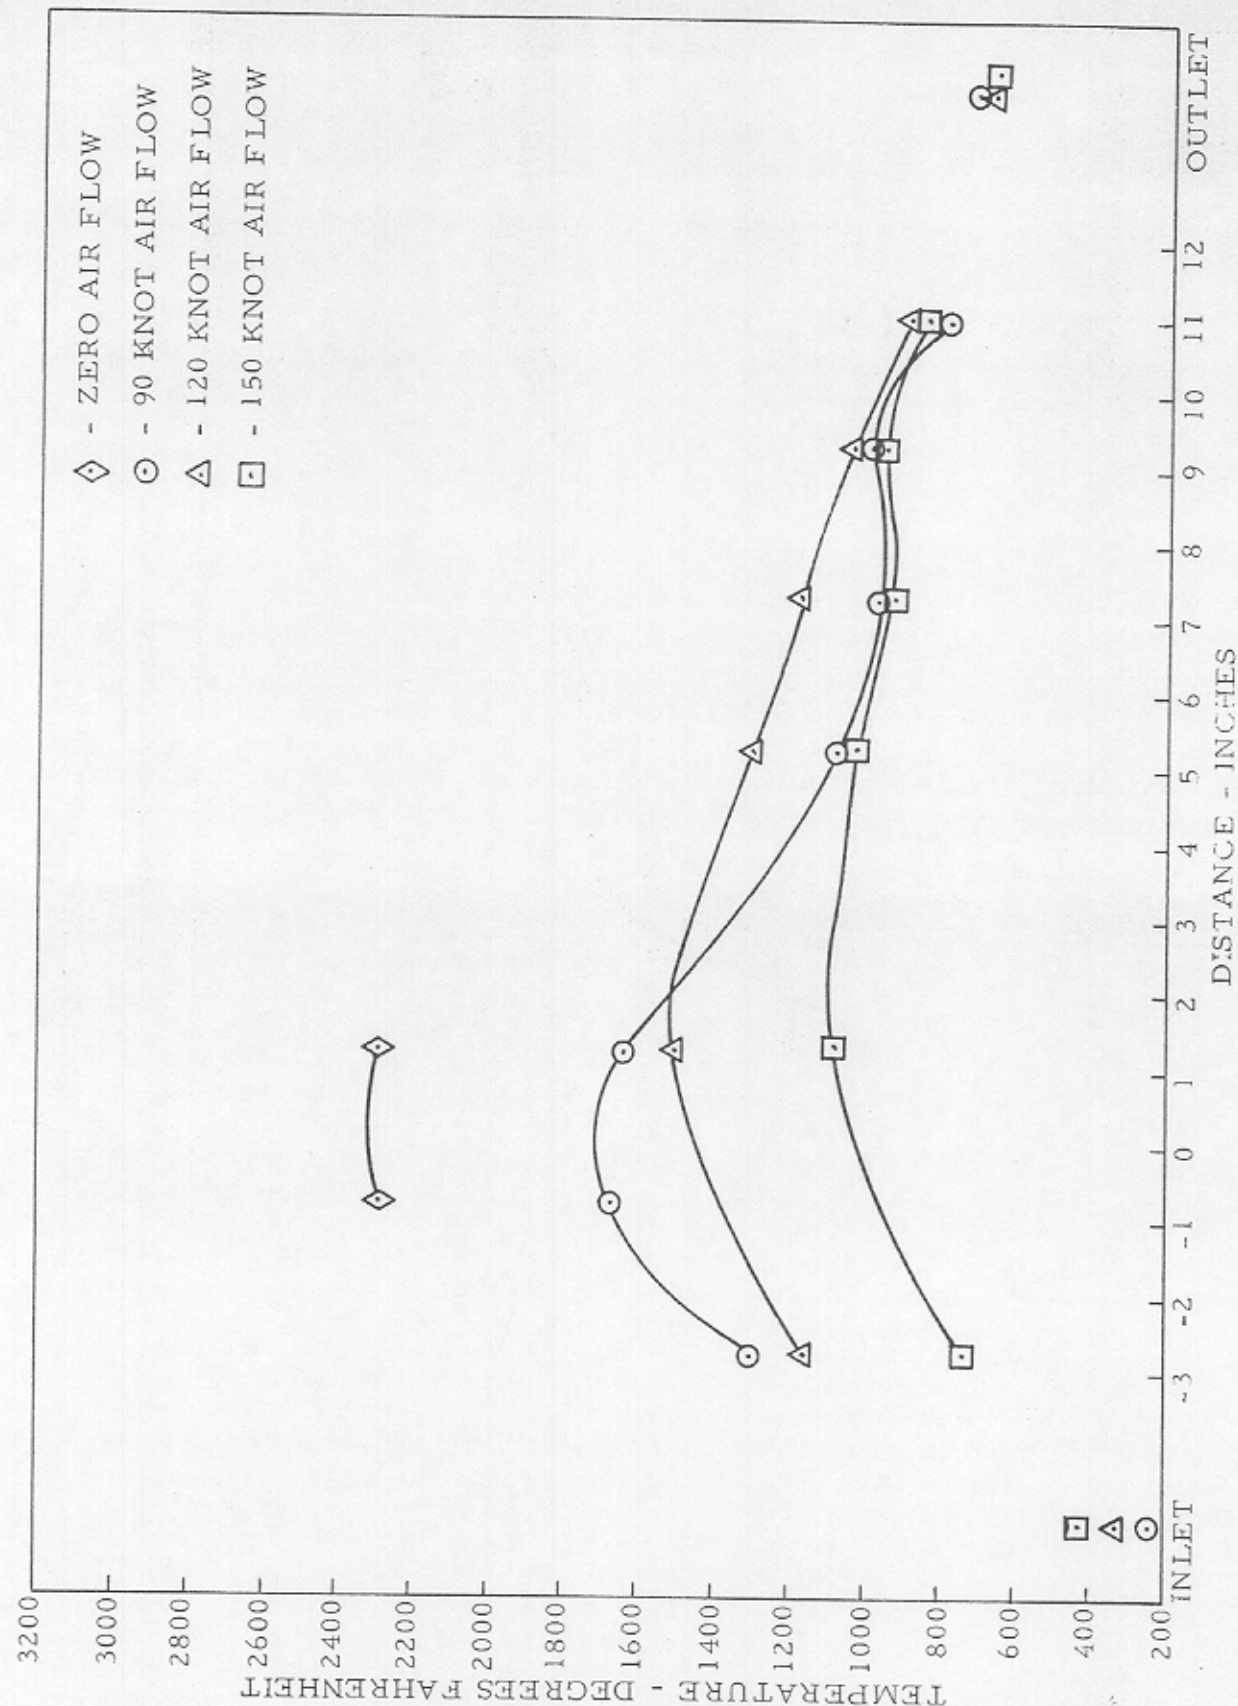 3200
3000
2800
2600
2400
2200
2000
1800
1600
1400
1200
1000
800
600
400
200
TEMPERATURE - DEGREES FAHRENHEIT
- ZERO AIR FLOW
- 90 KNOT AIR FLOW
- 120 KNOT AIR FLOW
- 150 KNOT AIR FLOW
INLET -3 -2 -1 0 1 2 3 4 5 6 7 8 9 10 11 12 OUTLET
DISTANCE - INCHES